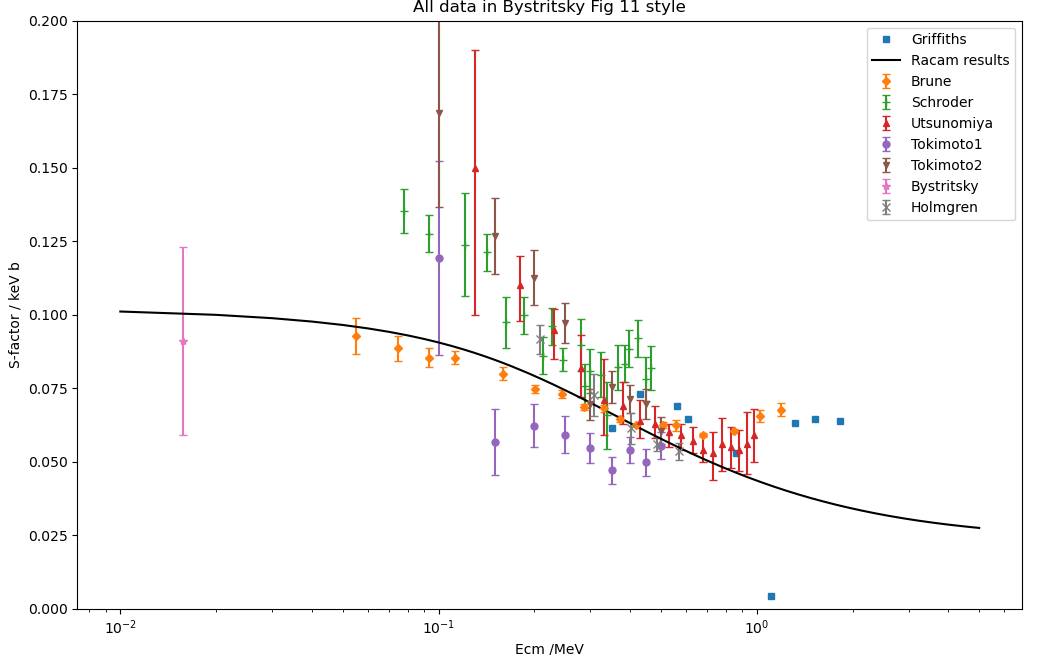 All data in Bystritsky Fig 11 style
0.200
0.175
0.150
0.125
0.100
0.075
0.050
0.025
0.000
S-factor / keV b
10⁻²
10⁻¹
10⁰
Ecm /MeV
Griffiths
Racam results
Brune
Schroder
Utsunomiya
Tokimoto1
Tokimoto2
Bystritsky
Holmgren